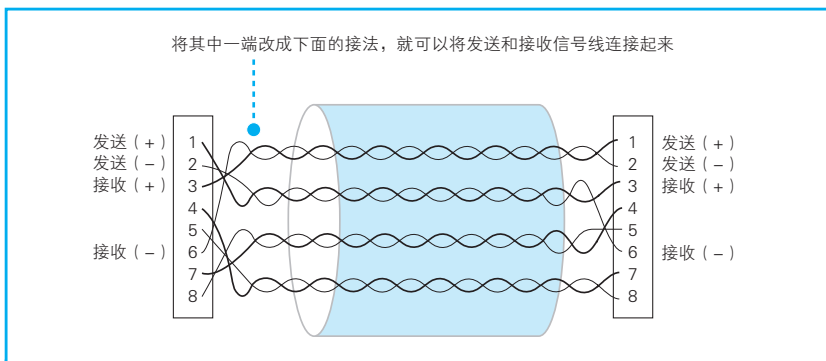 将其中一端改成下面的接法，就可以将发送和接收信号线连接起来
发送（+） 1 1 发送（+）
发送（-） 2 2 发送（-）
接收（+） 3 3 接收（+）
4 4
5 5
接收（-） 6 6 接收（-）
7 7
8 8